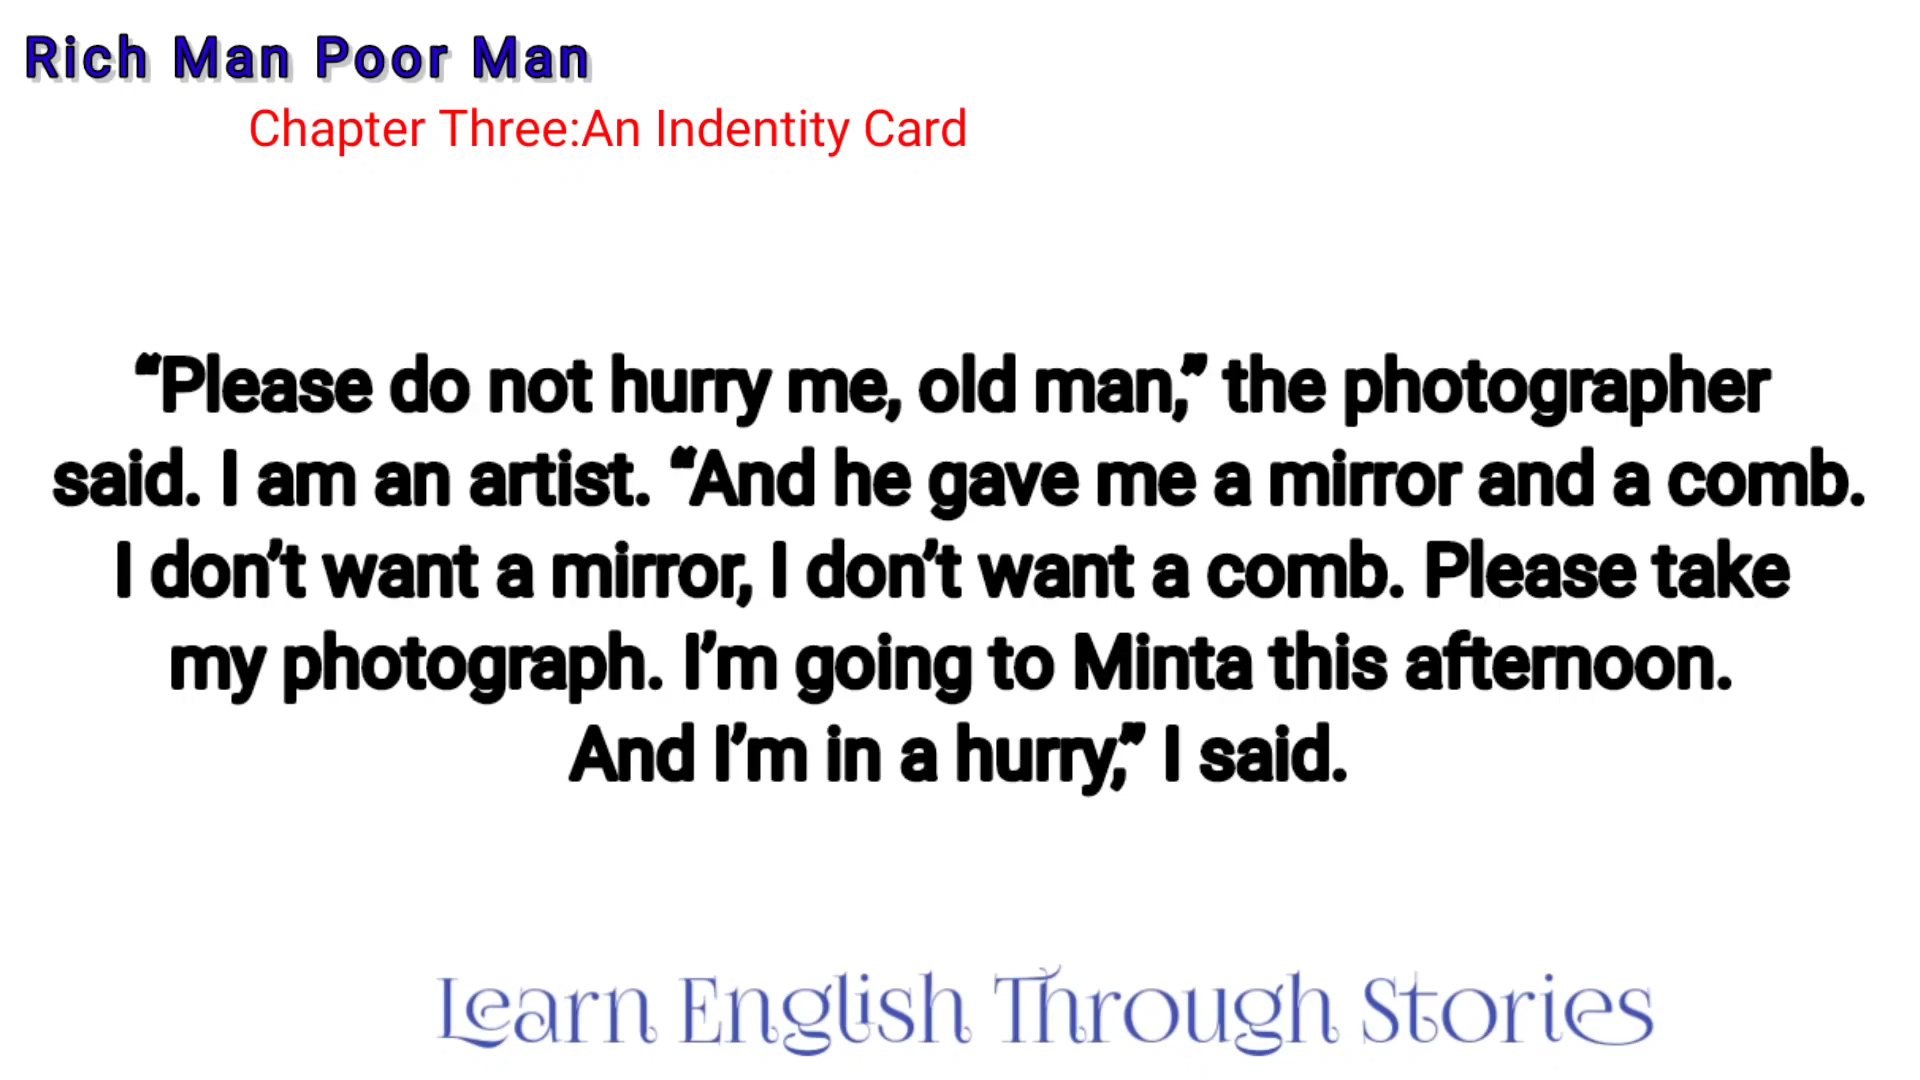 Rich Man Poor Man
Chapter Three:An Indentity Card
“Please do not hurry me, old man,” the photographer
said. I am an artist. “And he gave me a mirror and a comb.
I don’t want a mirror, I don’t want a comb. Please take
my photograph. I’m going to Minta this afternoon.
And I’m in a hurry,” I said.
Learn English Through Stories